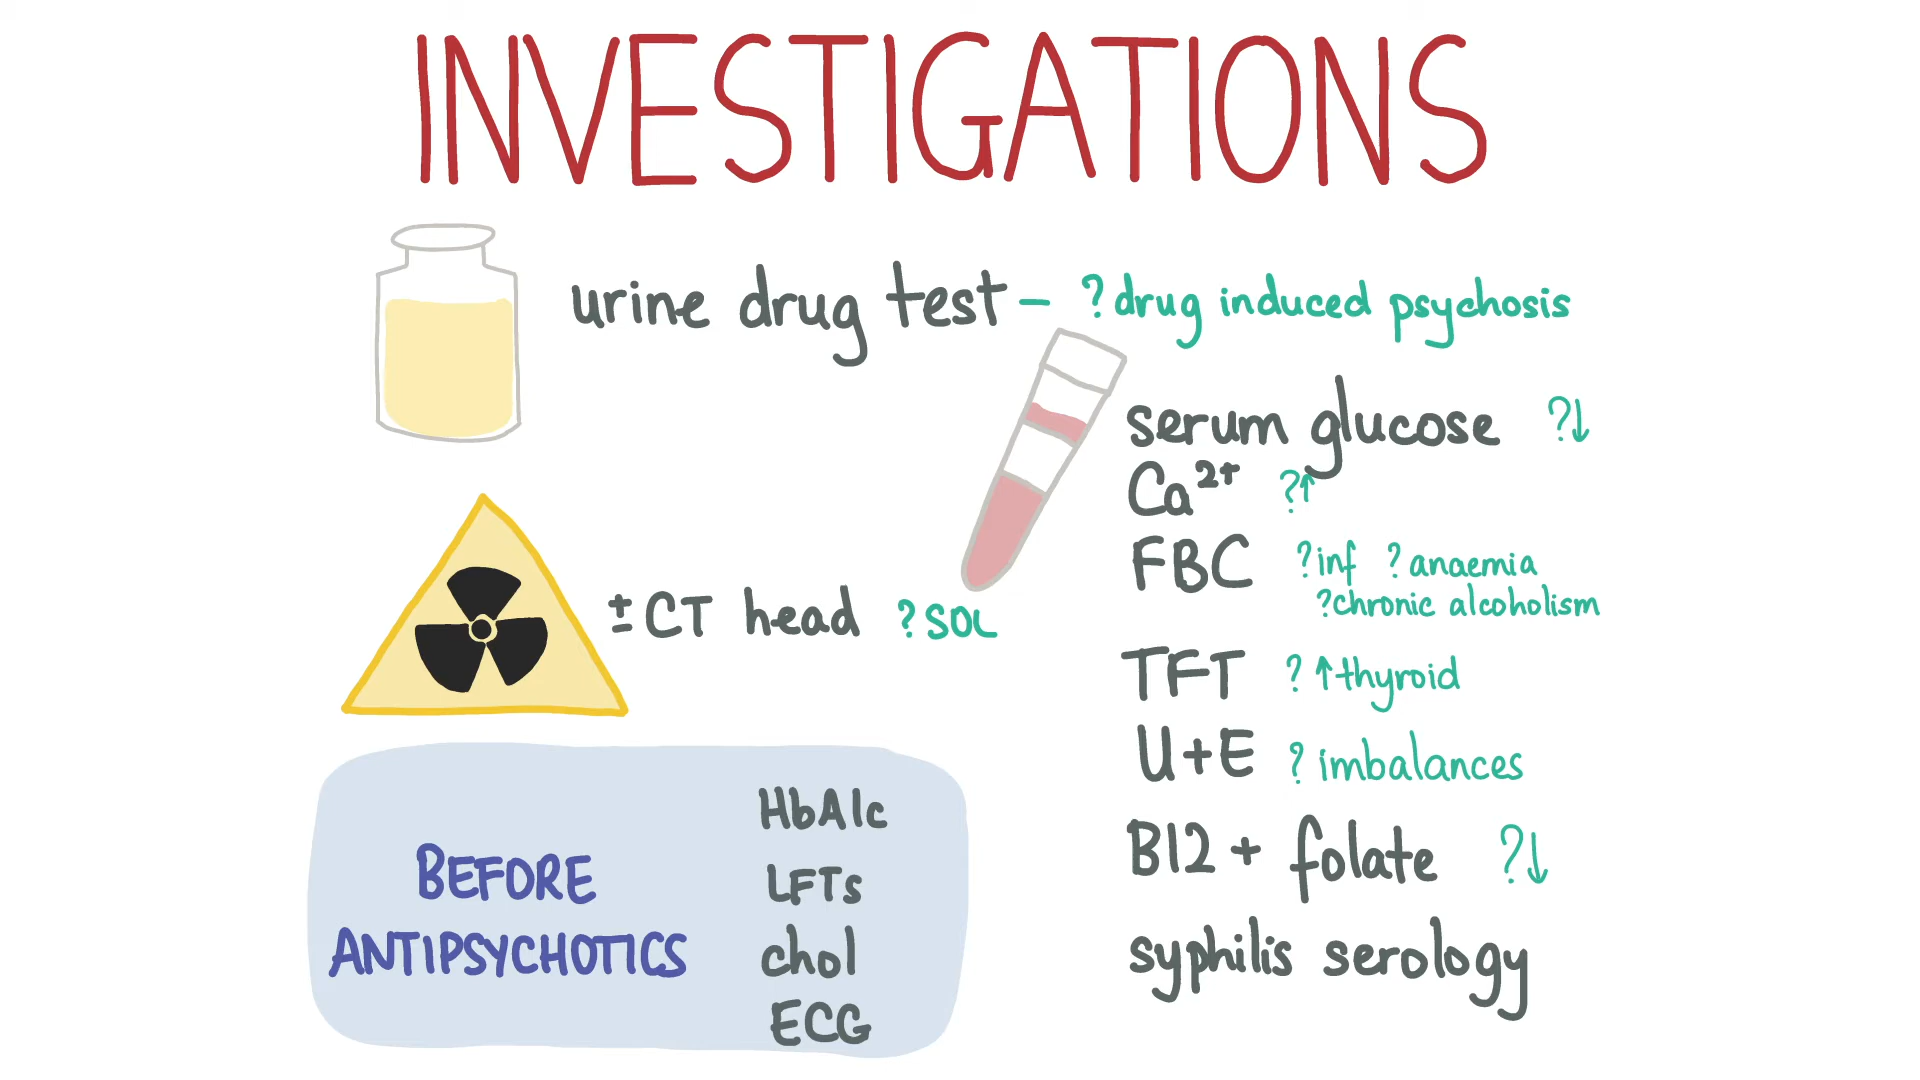 INVESTIGATIONS
urine drug test - ? drug induced psychosis
serum glucose ?↓
Ca²⁺ ?↑
FBC ?inf ? anaemia
?chronic alcoholism
± CT head ? SOL
TFT ? ↑thyroid
U+E ? imbalances
B12 + folate ?↓
syphilis serology
BEFORE
ANTIPSYCHOTICS
HbA1c
LFTs
chol
ECG